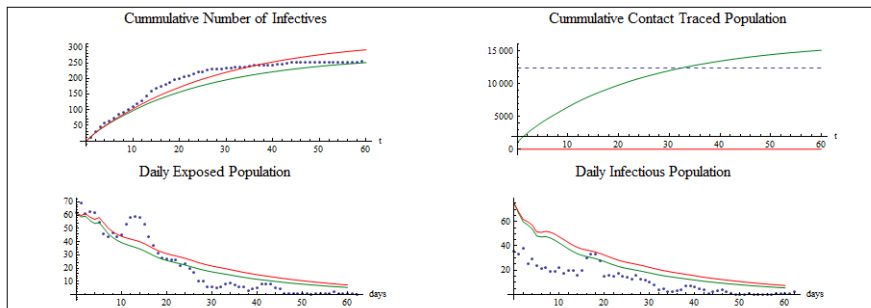 Cummulative Number of Infectives
300
250
200
150
100
50
10 20 30 40 50 60
t
Cummulative Contact Traced Population
15 000
10 000
5000
0
10 20 30 40 50 60
t
Daily Exposed Population
70
60
50
40
30
20
10
10 20 30 40 50 60
days
Daily Infectious Population
80
60
40
20
10 20 30 40 50 60
days